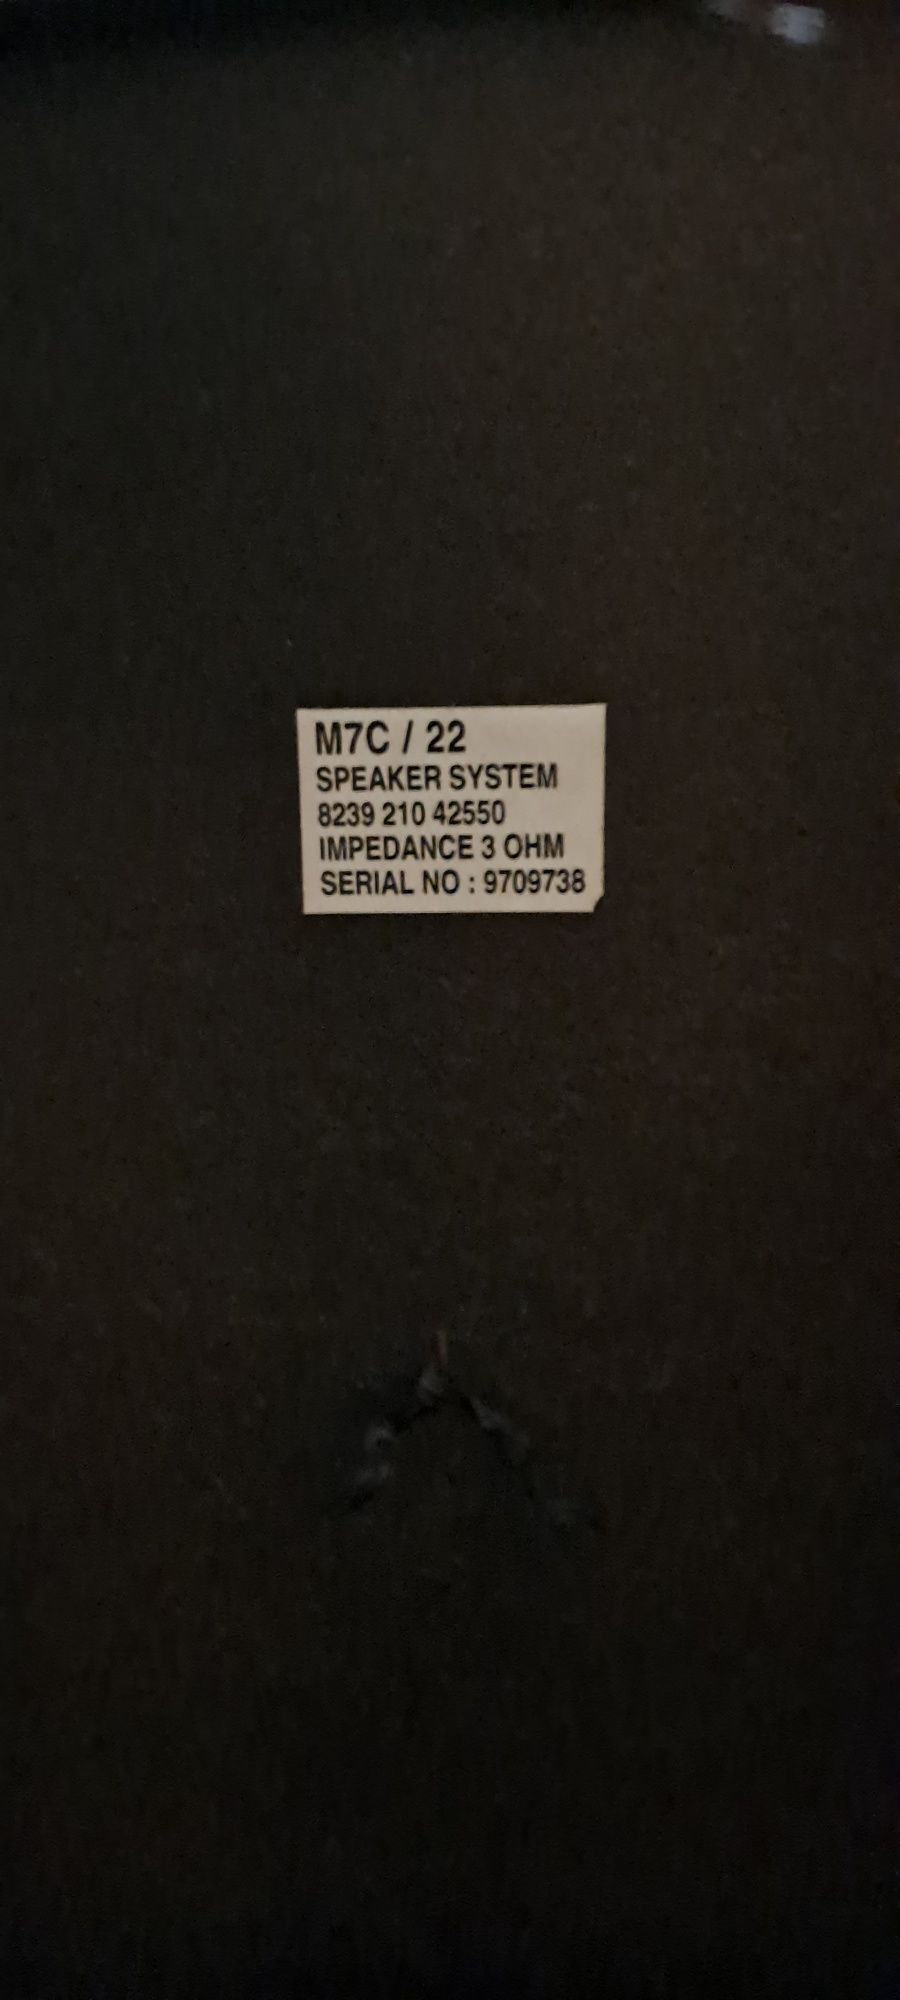 M7C / 22
SPEAKER SYSTEM
8239 210 42550
IMPEDANCE 3 OHM
SERIAL NO : 9709738